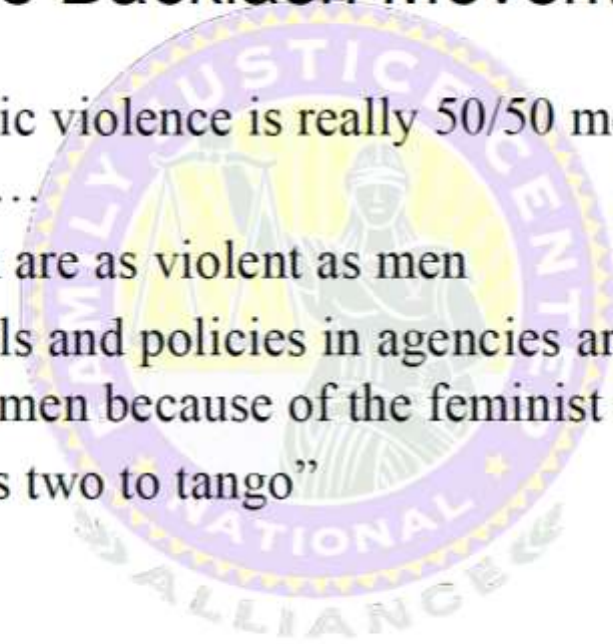 ic violence is really 50/50 m
…
are as violent as men
ls and policies in agencies ar
men because of the feminist
s two to tango”
FAMILY JUSTICE CENTER
NATIONAL
ALLIANCE